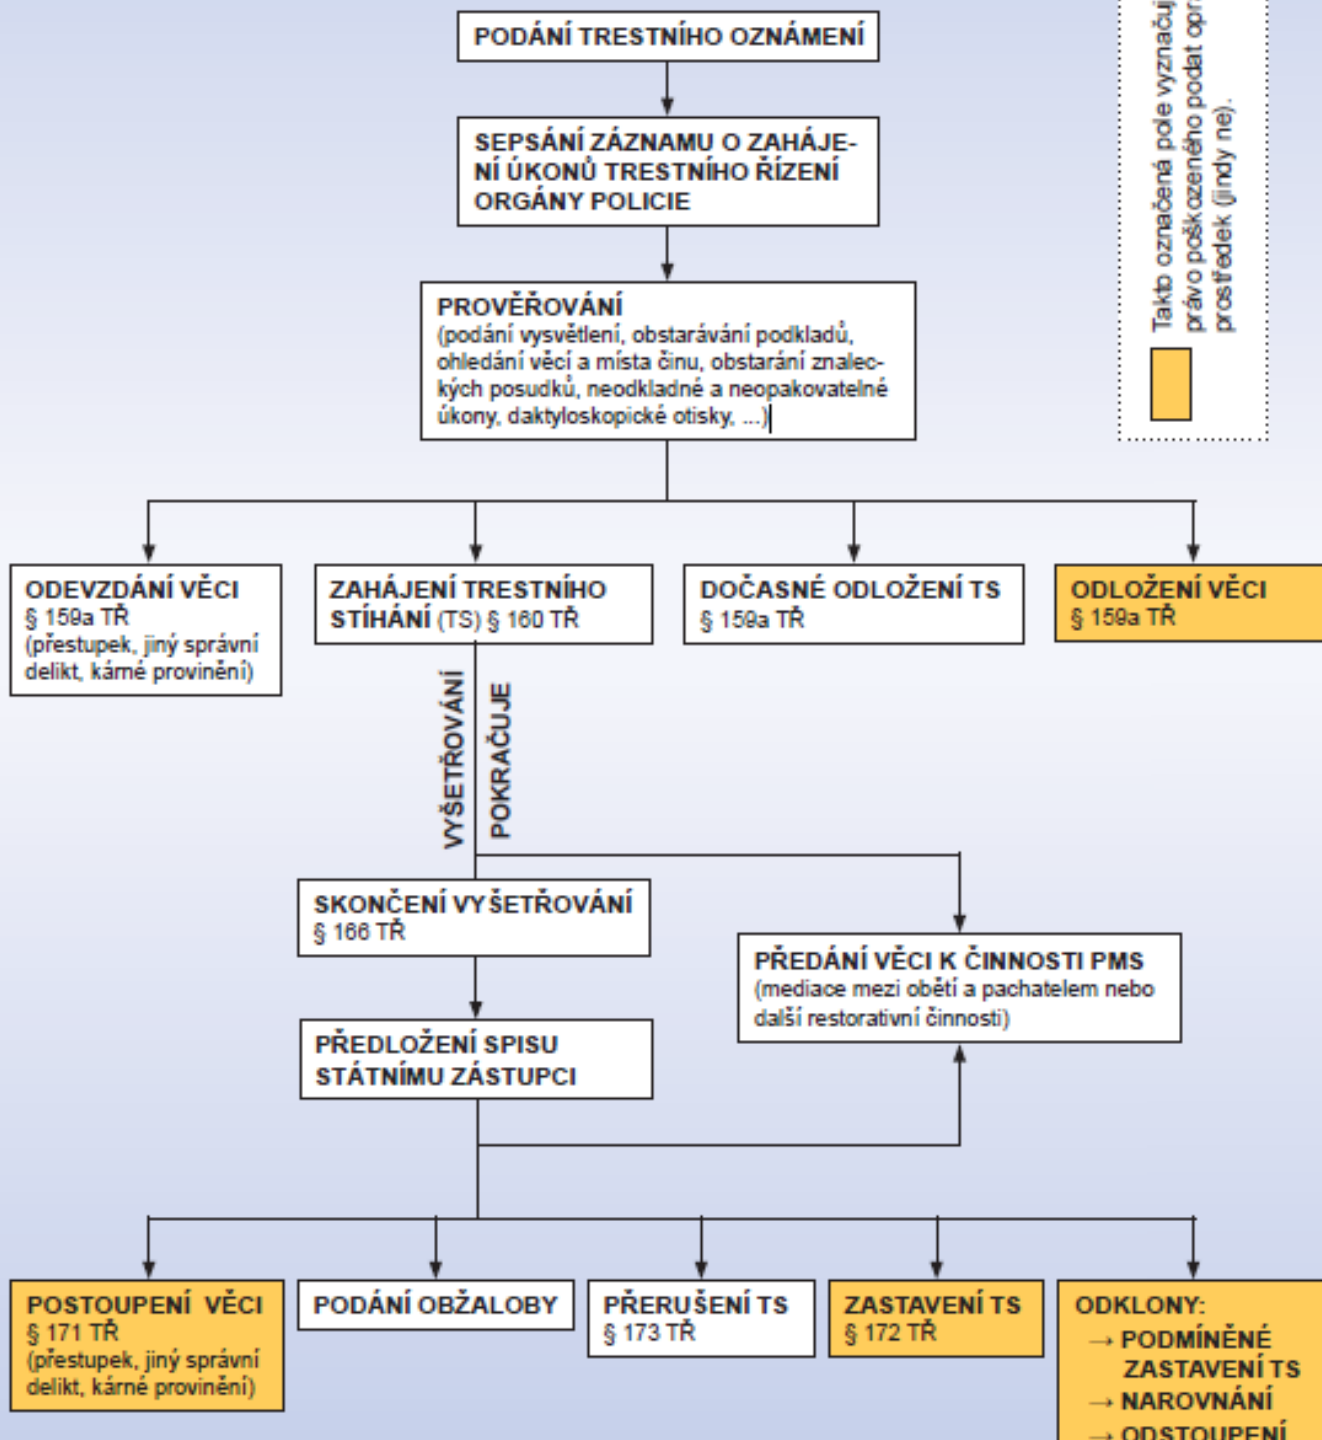 PODÁNÍ TRESTNÍHO OZNÁMENÍ
SEPSÁNÍ ZÁZNAMU O ZAHÁJE-
NÍ ÚKONŮ TRESTNÍHO ŘÍZENÍ
ORGÁNY POLICIE
PROVĚŘOVÁNÍ
(podání vysvětlení, obstarávání podkladů,
ohledání věcí a místa činu, obstarání znalec-
kých posudků, neodkladné a neopakovatelné
úkony, daktyloskopické otisky, ...)
Takto označená pole vyznačuj
právo poškozeného podat opra
prostředek (jindy ne).
ODEVZDÁNÍ VĚCI
§ 159a TŘ
(přestupek, jiný správní
delikt, kárné provinění)
ZAHÁJENÍ TRESTNÍHO
STÍHÁNÍ (TS) § 160 TŘ
DOČASNÉ ODLOŽENÍ TS
§ 159a TŘ
ODLOŽENÍ VĚCI
§ 159a TŘ
VYŠETŘOVÁNÍ
POKRAČUJE
SKONČENÍ VYŠETŘOVÁNÍ
§ 166 TŘ
PŘEDÁNÍ VĚCI K ČINNOSTI PMS
(mediace mezi obětí a pachatelem nebo
další restorativní činnosti)
PŘEDLOŽENÍ SPISU
STÁTNÍMU ZÁSTUPCI
POSTOUPENÍ VĚCI
§ 171 TŘ
(přestupek, jiný správní
delikt, kárné provinění)
PODÁNÍ OBŽALOBY
PŘERUŠENÍ TS
§ 173 TŘ
ZASTAVENÍ TS
§ 172 TŘ
ODKLONY:
→ PODMÍNĚNÉ
ZASTAVENÍ TS
→ NAROVNÁNÍ
→ ODSTOUPENÍ